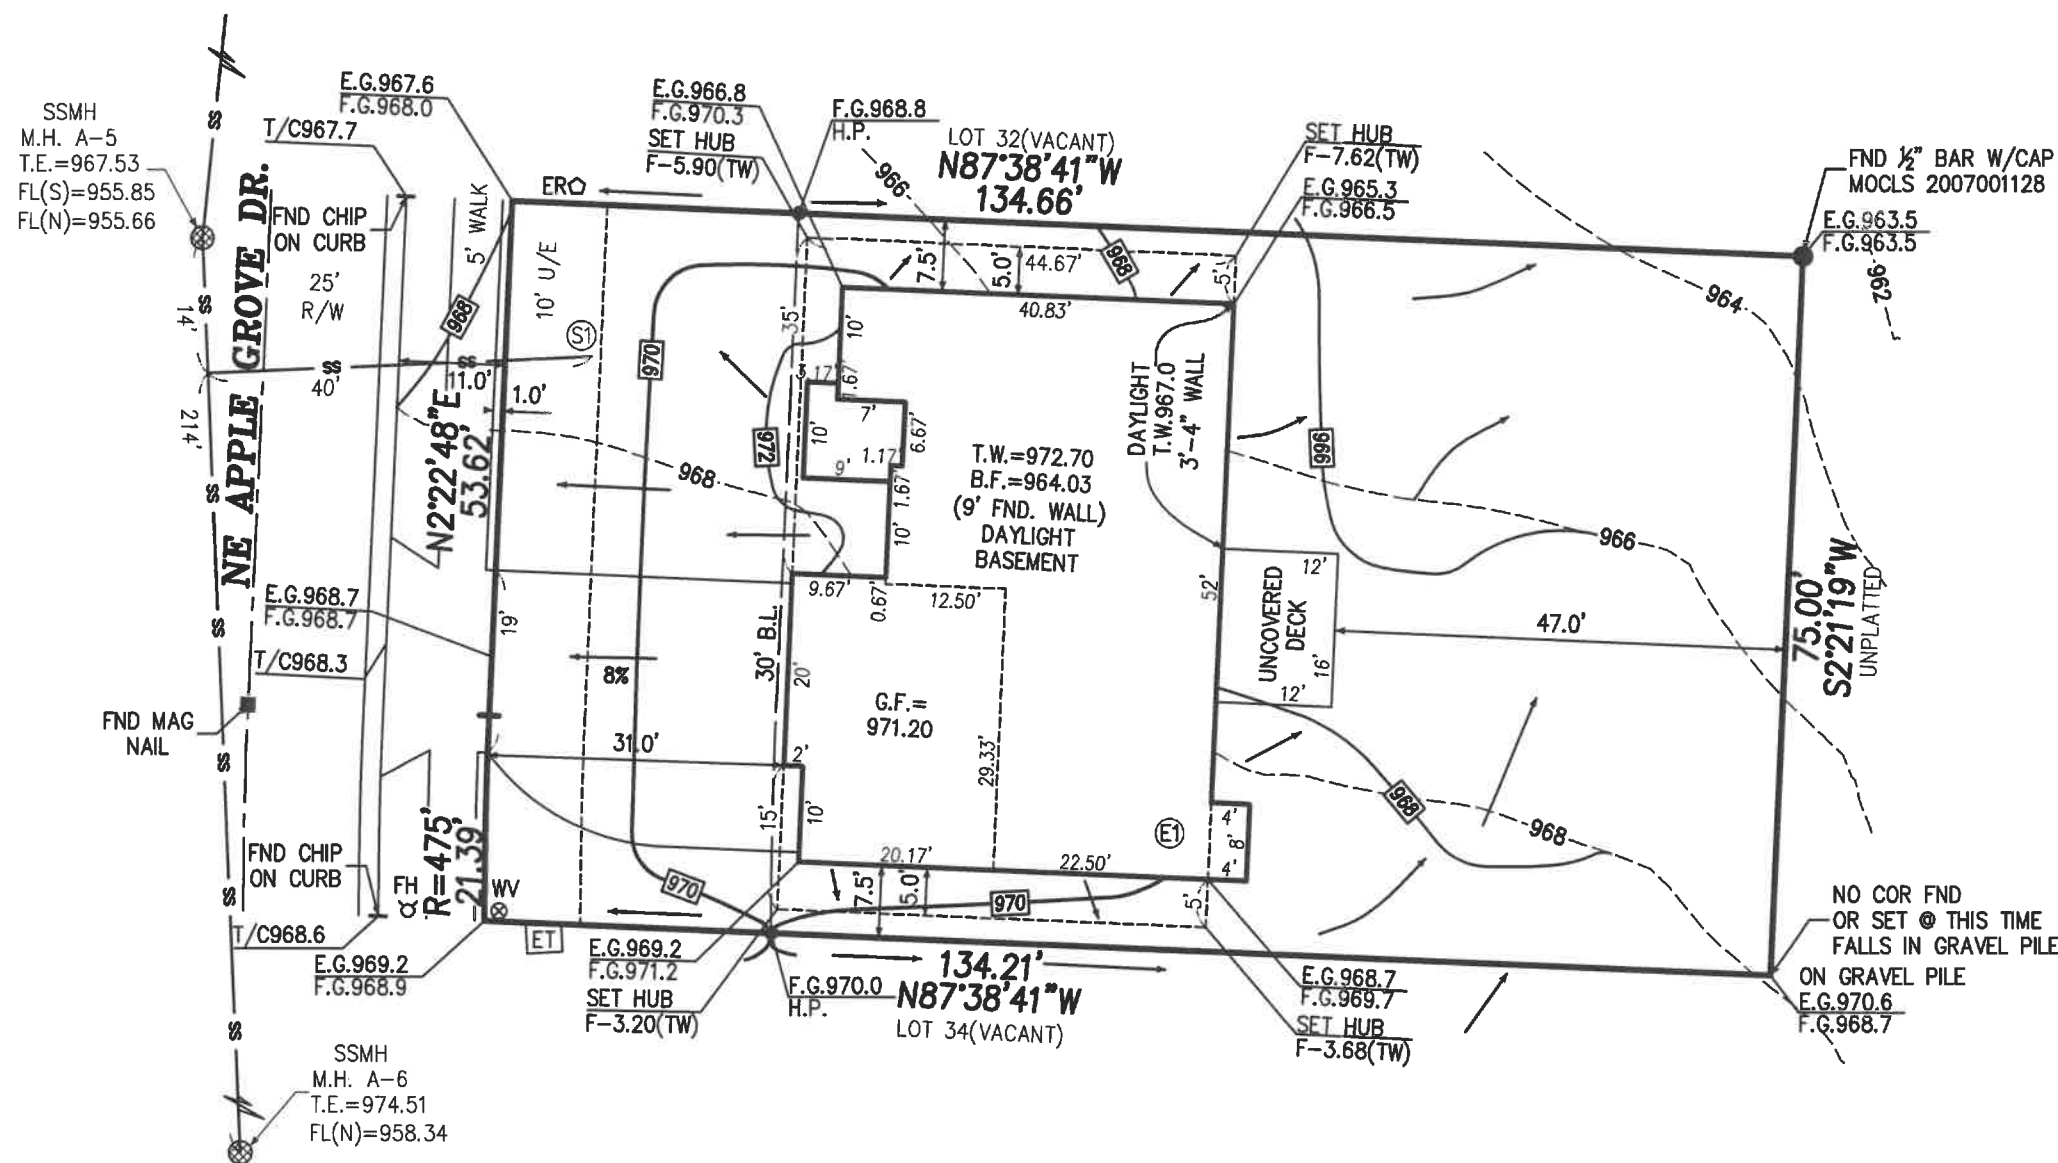 SSMH
M.H. A-5
T.E.=967.53
FL(S)=955.85
FL(N)=955.66
E.G.967.6
F.G.968.0
T/C967.7
FND CHIP
ON CURB
25'
R/W
5' WALK
NE APPLE GROVE DR.
SS
SS
SS
SS
SS
SS
SS
SS
SS
14'
214'
40'
11.0'
1.0'
968
N2°22'48"E
53.62'
ER
10' U/E
S1
E.G.966.8
F.G.970.3
SET HUB
F-5.90(TW)
F.G.968.8
H.P.
LOT 32(VACANT)
N87°38'41"W
134.66'
966
SET HUB
F-7.62(TW)
E.G.965.3
F.G.966.5
FND ½" BAR W/CAP
MOCLS 2007001128
E.G.963.5
F.G.963.5
962
964
7.5'
5.0'
44.67'
968
5'
40.83'
35'
10'
970
3.17'
1.67'
7'
10'
6.67'
972
9'
1.17'
1.67'
10'
968
T.W.=972.70
B.F.=964.03
(9' FND. WALL)
DAYLIGHT
BASEMENT
DAYLIGHT
T.W.967.0
3'-4" WALL
966
966
9.67'
0.67'
12.50'
52'
UNCOVERED
DECK
12'
16'
12'
47.0'
75.00'
S2°21'19"W
UNPLATTED
E.G.968.7
F.G.968.7
T/C968.3
19'
30' B.L.
20'
8%
G.F.=
971.20
FND MAG
NAIL
31.0'
2'
29.33'
15'
10'
968
968
E1
4'
8'
4'
FND CHIP
ON CURB
FH
R=475'
21.39'
WV
20.17'
22.50'
970
7.5'
5.0'
970
5'
T/C968.6
E.G.969.2
F.G.968.9
ET
E.G.969.2
F.G.971.2
SET HUB
F-3.20(TW)
F.G.970.0
H.P.
134.21'
N87°38'41"W
LOT 34(VACANT)
E.G.968.7
F.G.969.7
SET HUB
F-3.68(TW)
NO COR FND
OR SET @ THIS TIME
FALLS IN GRAVEL PILE
ON GRAVEL PILE
E.G.970.6
F.G.968.7
SSMH
M.H. A-6
T.E.=974.51
FL(N)=958.34